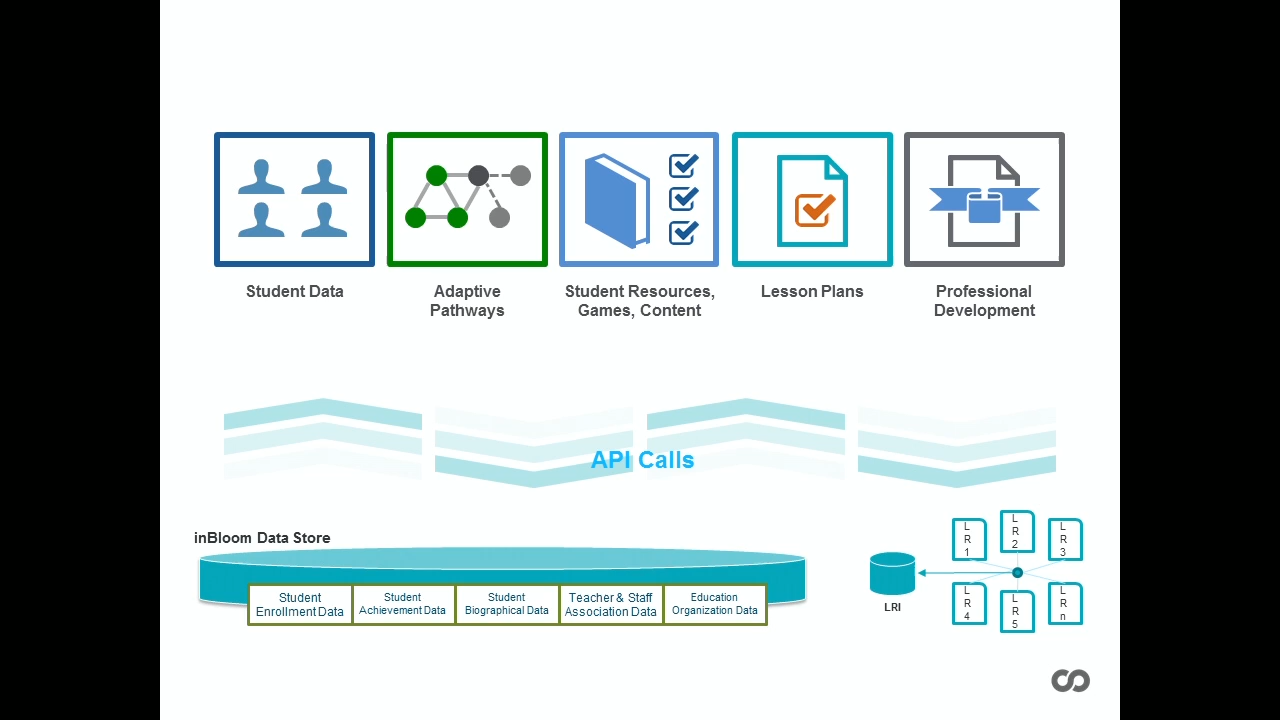 Student Data
Adaptive
Pathways
Student Resources,
Games, Content
Lesson Plans
Professional
Development
API Calls
inBloom Data Store
Student
Enrollment Data
Student
Achievement Data
Student
Biographical Data
Teacher & Staff
Association Data
Education
Organization Data
LRI
L
R
1
L
R
2
L
R
3
L
R
4
L
R
5
L
R
n